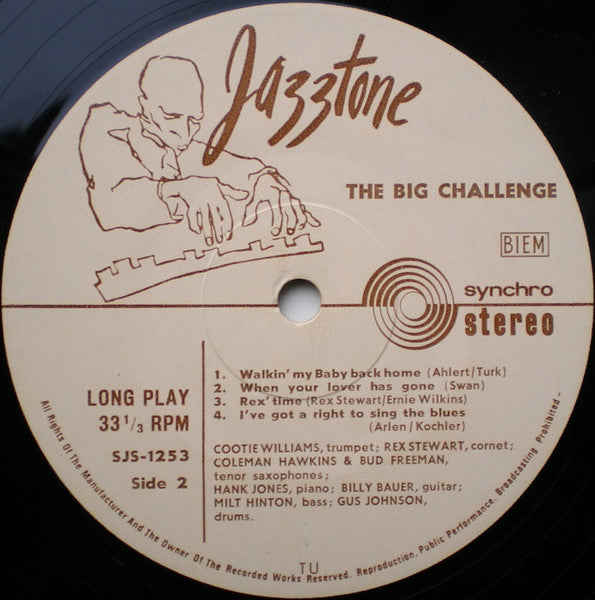 Jazztone
THE BIG CHALLENGE
BIEM
synchro
stereo
LONG PLAY
33 1/3 RPM
SJS-1253
Side 2
1. Walkin' my Baby back home (Ahlert/Turk)
2. When your lover has gone (Swan)
3. Rex' time (Rex Stewart/Ernie Wilkins)
4. I've got a right to sing the blues
(Arlen/Kochler)
COOTIE WILLIAMS, trumpet; REX STEWART, cornet;
COLEMAN HAWKINS & BUD FREEMAN,
tenor saxophones;
HANK JONES, piano; BILLY BAUER, guitar;
MILT HINTON, bass; GUS JOHNSON,
drums.
TU
All Rights Of The Manufacturer And The Owner Of The Recorded Works Reserved. Reproduction. Public Performance. Broadcasting Prohibited-